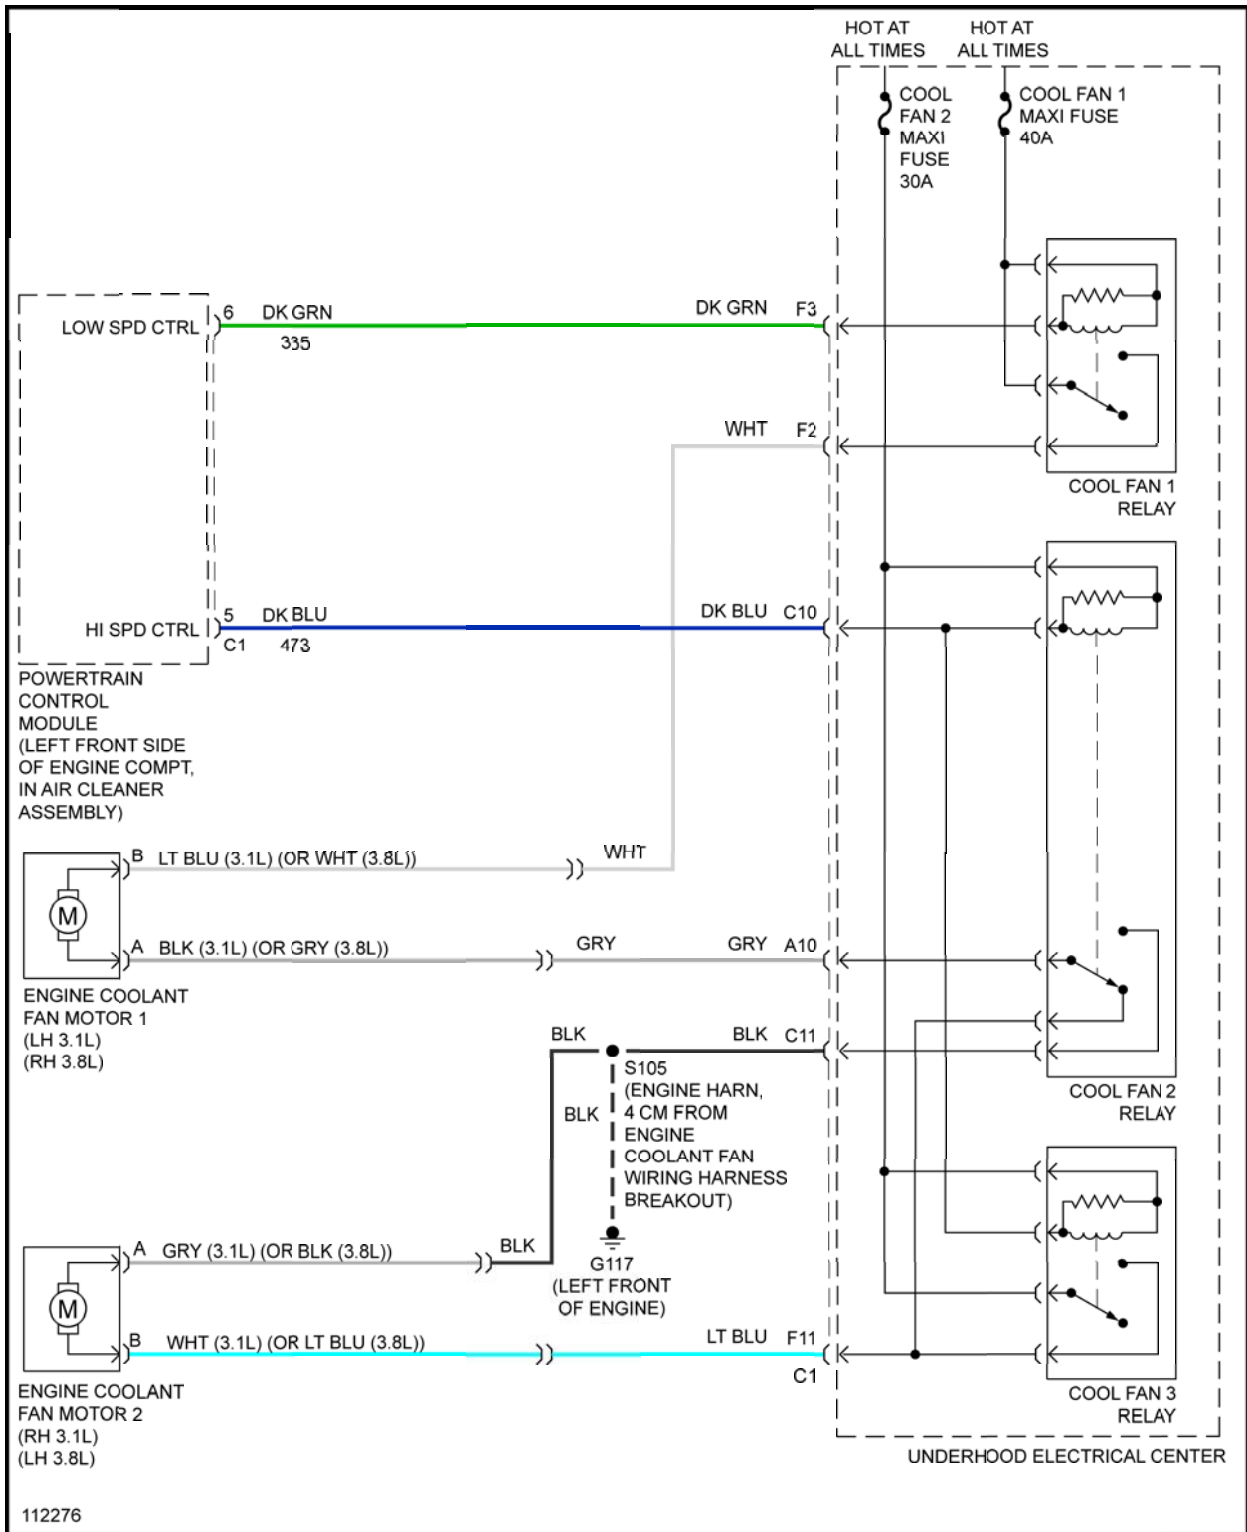 HOT AT
ALL TIMES
HOT AT
ALL TIMES
COOL
FAN 2
MAXI
FUSE
30A
COOL FAN 1
MAXI FUSE
40A
LOW SPD CTRL
6
DK GRN
335
DK GRN
F3
WHT
F2
COOL FAN 1
RELAY
HI SPD CTRL
5
DK BLU
C1
473
DK BLU
C10
POWERTRAIN
CONTROL
MODULE
(LEFT FRONT SIDE
OF ENGINE COMPT,
IN AIR CLEANER
ASSEMBLY)
B
LT BLU (3.1L) (OR WHT (3.8L))
WHT
M
A
BLK (3.1L) (OR GRY (3.8L))
GRY
GRY
A10
ENGINE COOLANT
FAN MOTOR 1
(LH 3.1L)
(RH 3.8L)
BLK
BLK
C11
S105
(ENGINE HARN,
4 CM FROM
ENGINE
COOLANT FAN
WIRING HARNESS
BREAKOUT)
BLK
COOL FAN 2
RELAY
A
GRY (3.1L) (OR BLK (3.8L))
BLK
G117
(LEFT FRONT
OF ENGINE)
M
B
WHT (3.1L) (OR LT BLU (3.8L))
LT BLU
F11
C1
ENGINE COOLANT
FAN MOTOR 2
(RH 3.1L)
(LH 3.8L)
COOL FAN 3
RELAY
UNDERHOOD ELECTRICAL CENTER
112276